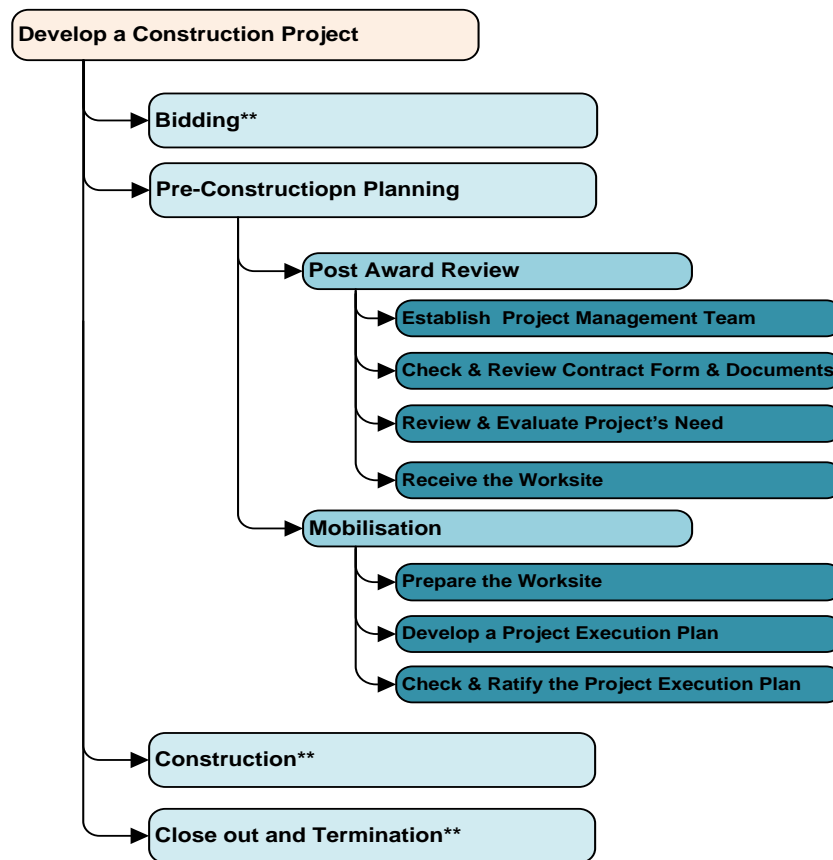 Develop a Construction Project
Bidding**
Pre-Constructiopn Planning
Post Award Review
Establish  Project Management Team
Check & Review Contract Form & Documents
Review & Evaluate Project’s Need
Receive the Worksite
Mobilisation
Prepare the Worksite
Develop a Project Execution Plan
Check & Ratify the Project Execution Plan
Construction**
Close out and Termination**